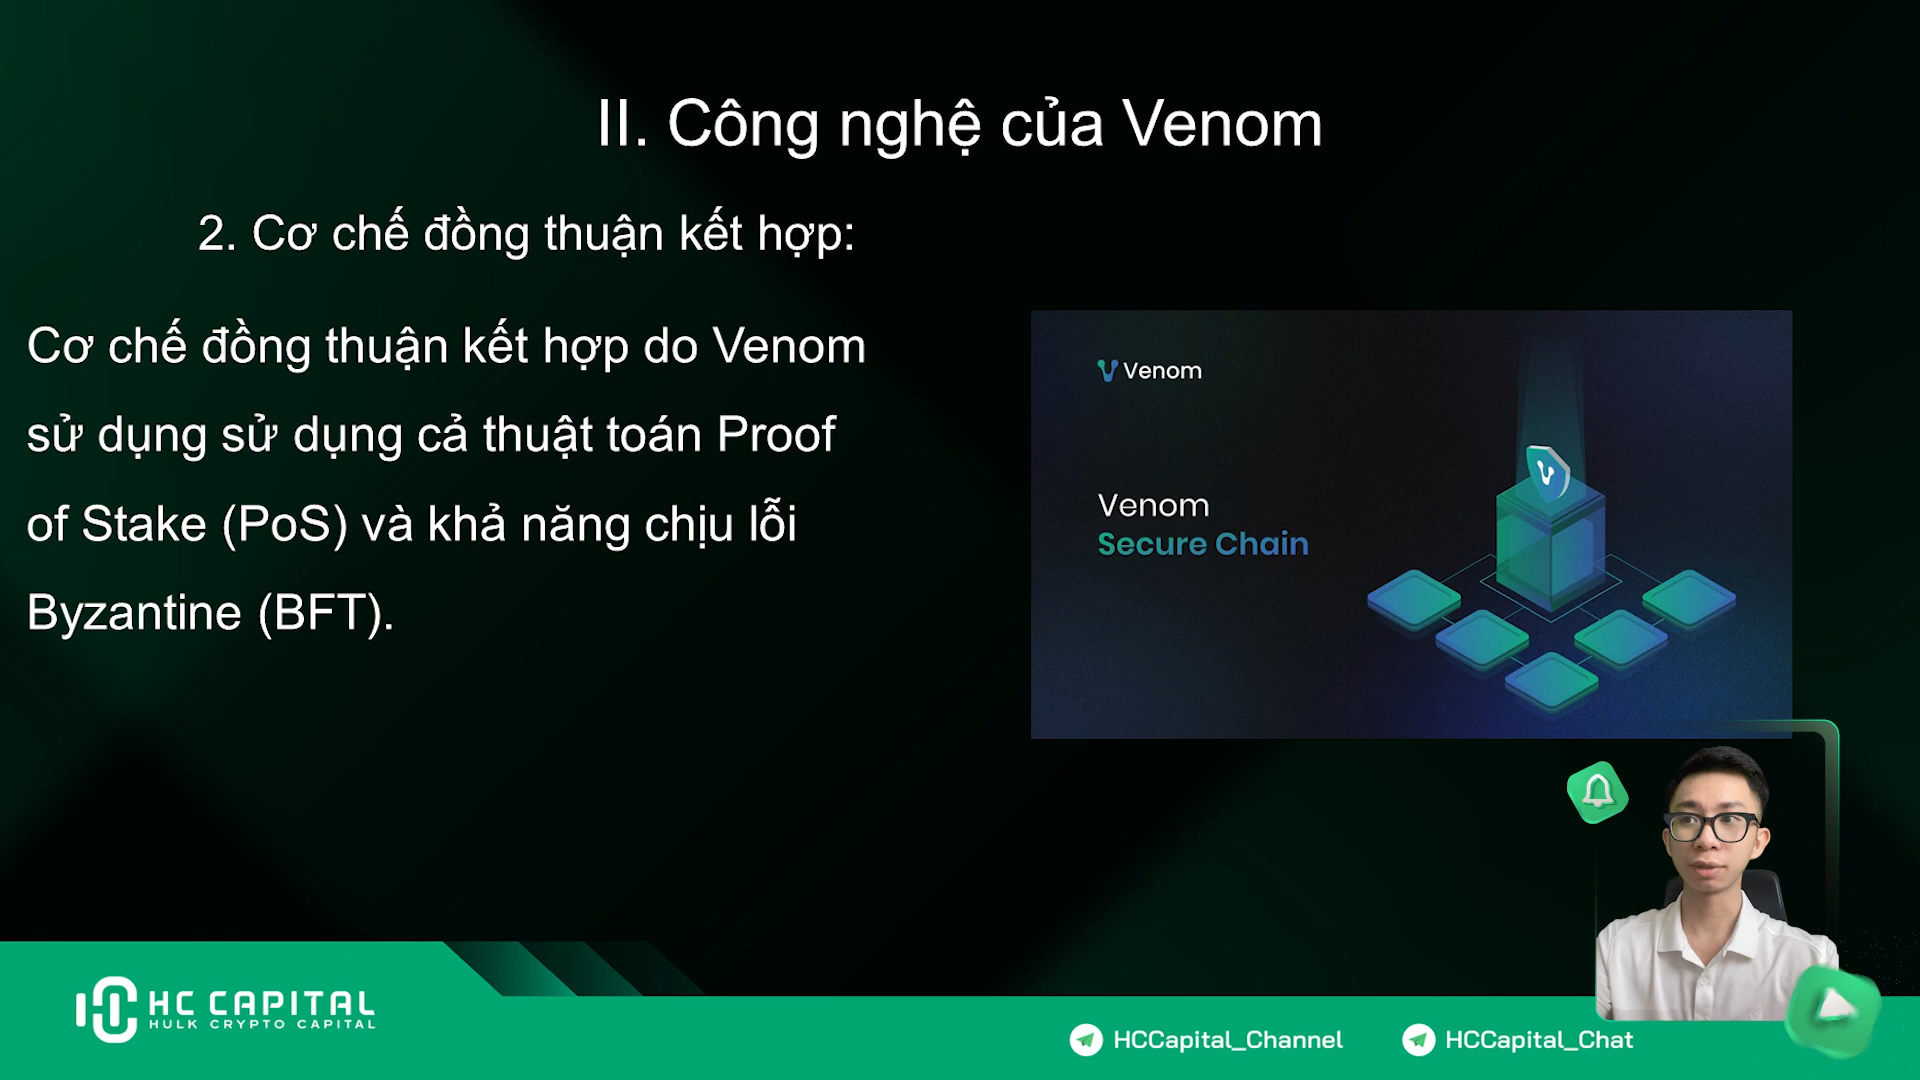 II. Công nghệ của Venom
2. Cơ chế đồng thuận kết hợp:
Cơ chế đồng thuận kết hợp do Venom
sử dụng sử dụng cả thuật toán Proof
of Stake (PoS) và khả năng chịu lỗi
Byzantine (BFT).
Venom
Venom
Secure Chain
HC CAPITAL
HULK CRYPTO CAPITAL
HCCapital_Channel
HCCapital_Chat